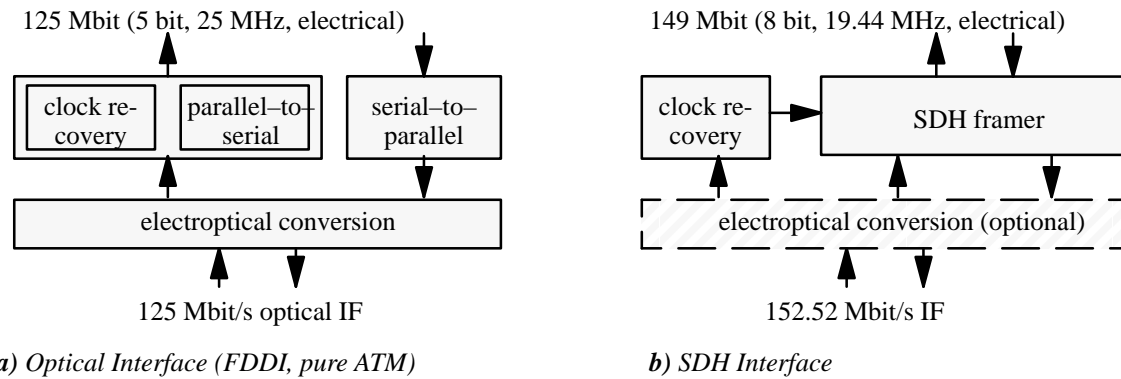 125 Mbit (5 bit, 25 MHz, electrical)
clock re-
covery
parallel–to–
serial
serial–to–
parallel
electroptical conversion
125 Mbit/s optical IF
a) Optical Interface (FDDI, pure ATM)
149 Mbit (8 bit, 19.44 MHz, electrical)
clock re-
covery
SDH framer
electroptical conversion (optional)
152.52 Mbit/s IF
b) SDH Interface